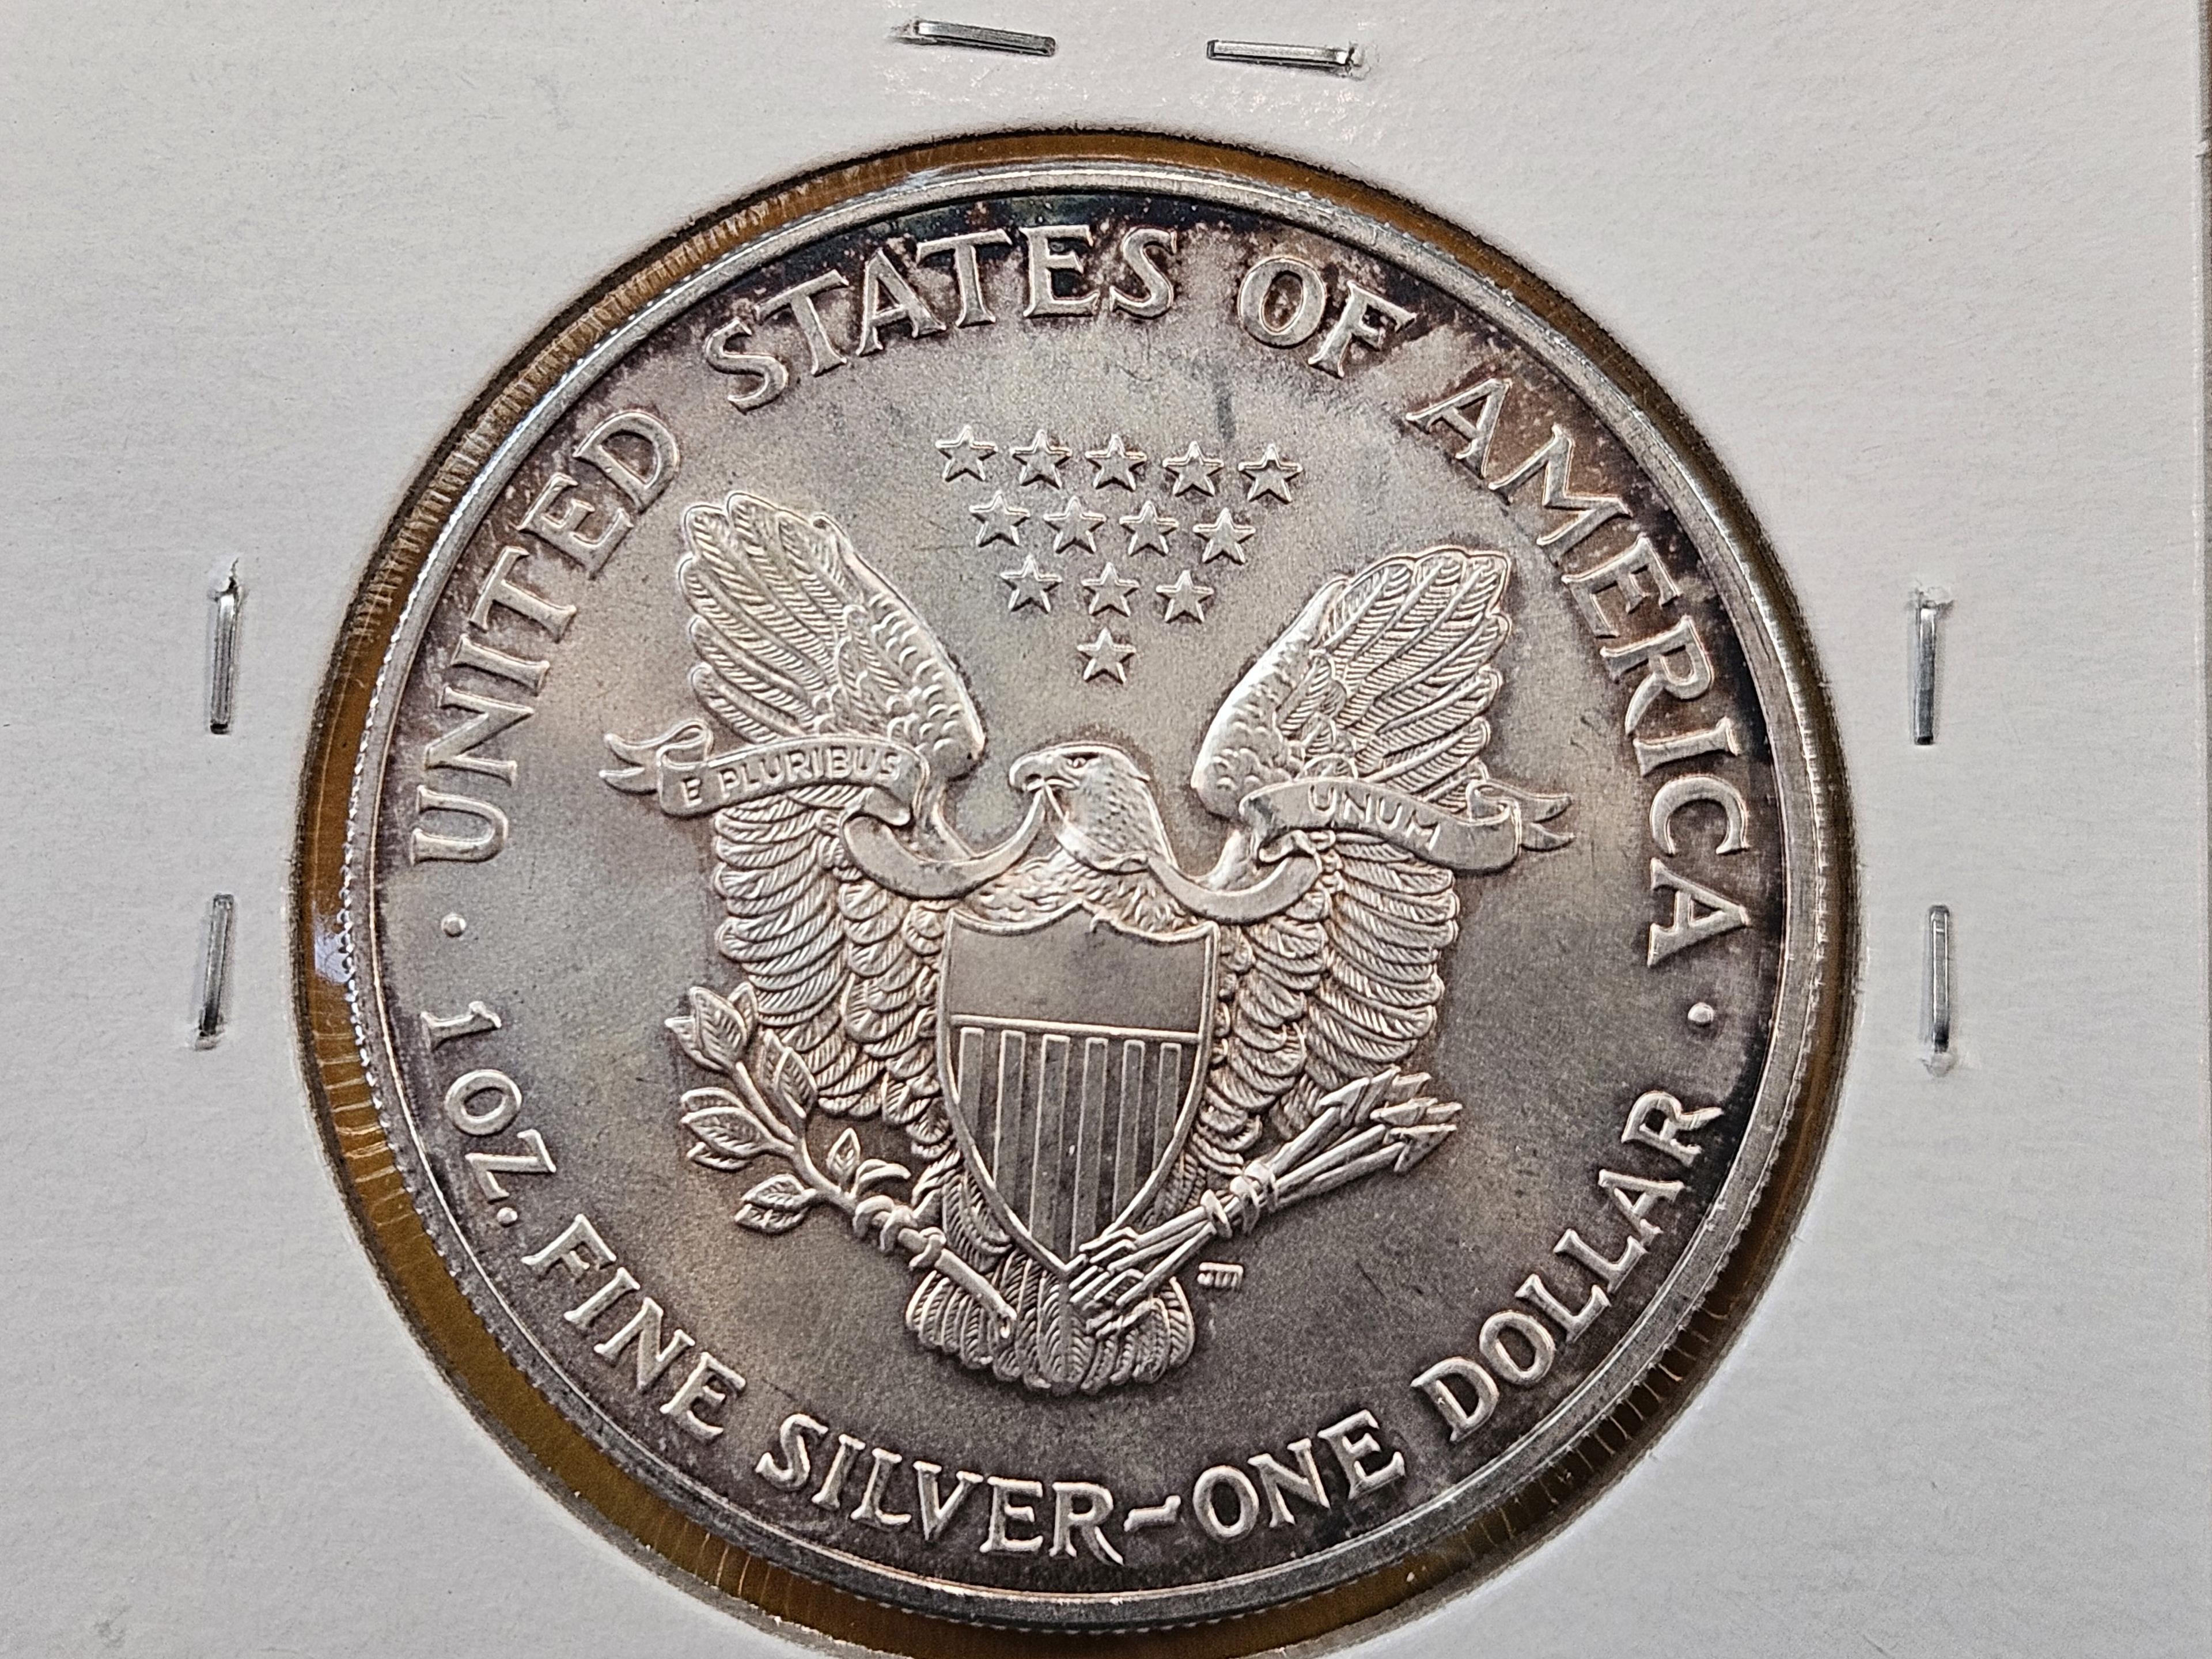 UNITED STATES OF AMERICA
E PLURIBUS UNUM
1 OZ. FINE SILVER~ONE DOLLAR